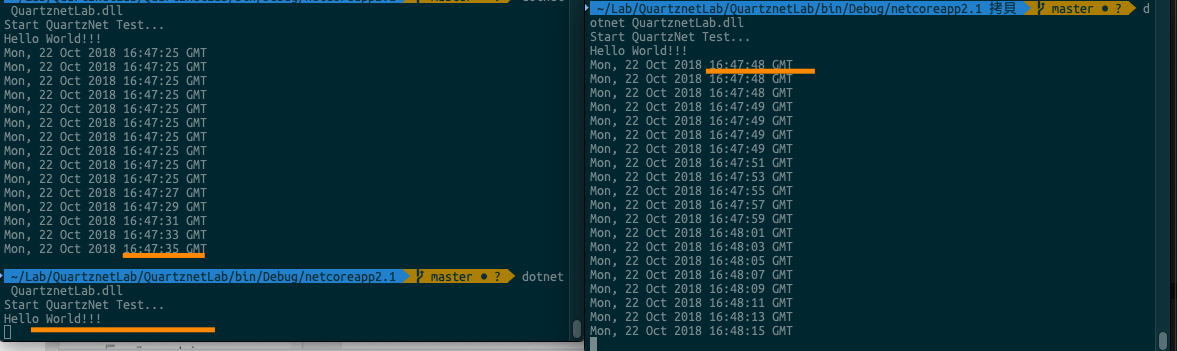 QuartznetLab.dll
Start QuartzNet Test...
Hello World!!!
Mon, 22 Oct 2018 16:47:25 GMT
Mon, 22 Oct 2018 16:47:25 GMT
Mon, 22 Oct 2018 16:47:25 GMT
Mon, 22 Oct 2018 16:47:25 GMT
Mon, 22 Oct 2018 16:47:25 GMT
Mon, 22 Oct 2018 16:47:25 GMT
Mon, 22 Oct 2018 16:47:25 GMT
Mon, 22 Oct 2018 16:47:25 GMT
Mon, 22 Oct 2018 16:47:25 GMT
Mon, 22 Oct 2018 16:47:27 GMT
Mon, 22 Oct 2018 16:47:29 GMT
Mon, 22 Oct 2018 16:47:31 GMT
Mon, 22 Oct 2018 16:47:33 GMT
Mon, 22 Oct 2018 16:47:35 GMT
~/Lab/QuartznetLab/QuartznetLab/bin/Debug/netcoreapp2.1 master ● ? dotnet
QuartznetLab.dll
Start QuartzNet Test...
Hello World!!!
~/Lab/QuartznetLab/QuartznetLab/bin/Debug/netcoreapp2.1 拷貝 master ● ? d
otnet QuartznetLab.dll
Start QuartzNet Test...
Hello World!!!
Mon, 22 Oct 2018 16:47:48 GMT
Mon, 22 Oct 2018 16:47:48 GMT
Mon, 22 Oct 2018 16:47:48 GMT
Mon, 22 Oct 2018 16:47:49 GMT
Mon, 22 Oct 2018 16:47:49 GMT
Mon, 22 Oct 2018 16:47:49 GMT
Mon, 22 Oct 2018 16:47:49 GMT
Mon, 22 Oct 2018 16:47:51 GMT
Mon, 22 Oct 2018 16:47:53 GMT
Mon, 22 Oct 2018 16:47:55 GMT
Mon, 22 Oct 2018 16:47:57 GMT
Mon, 22 Oct 2018 16:47:59 GMT
Mon, 22 Oct 2018 16:48:01 GMT
Mon, 22 Oct 2018 16:48:03 GMT
Mon, 22 Oct 2018 16:48:05 GMT
Mon, 22 Oct 2018 16:48:07 GMT
Mon, 22 Oct 2018 16:48:09 GMT
Mon, 22 Oct 2018 16:48:11 GMT
Mon, 22 Oct 2018 16:48:13 GMT
Mon, 22 Oct 2018 16:48:15 GMT